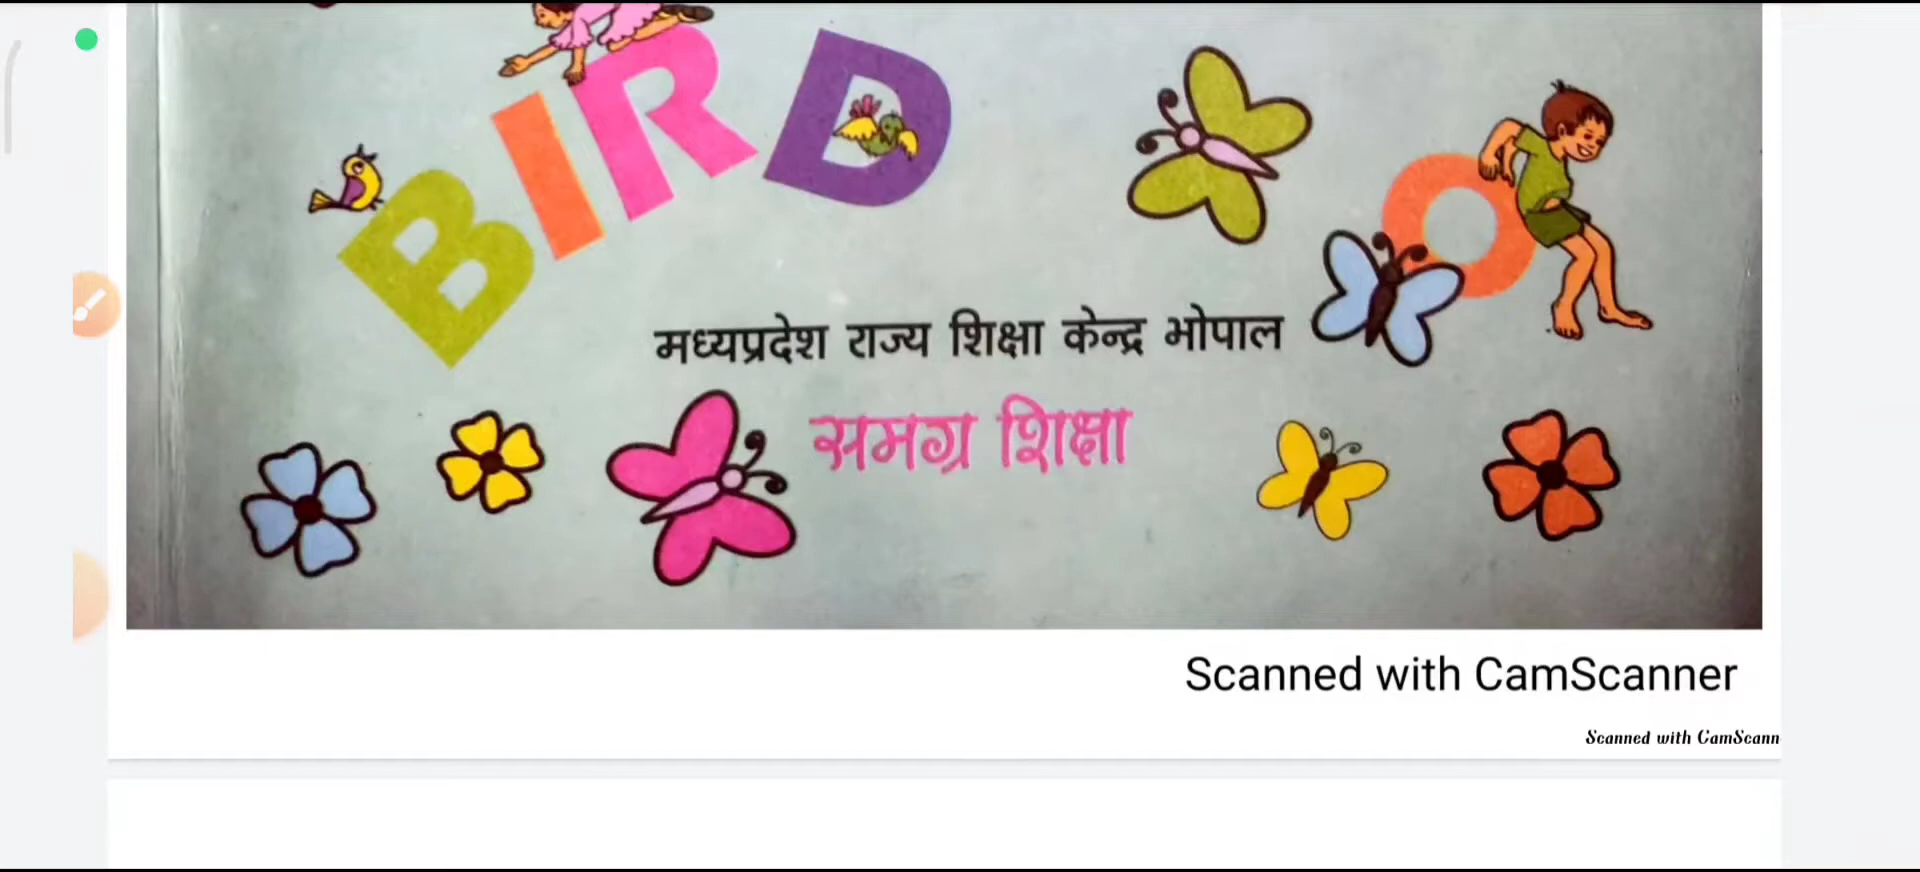 BIRD
O
मध्यप्रदेश राज्य शिक्षा केन्द्र भोपाल
समग्र शिक्षा
Scanned with CamScanner
Scanned with CamScann